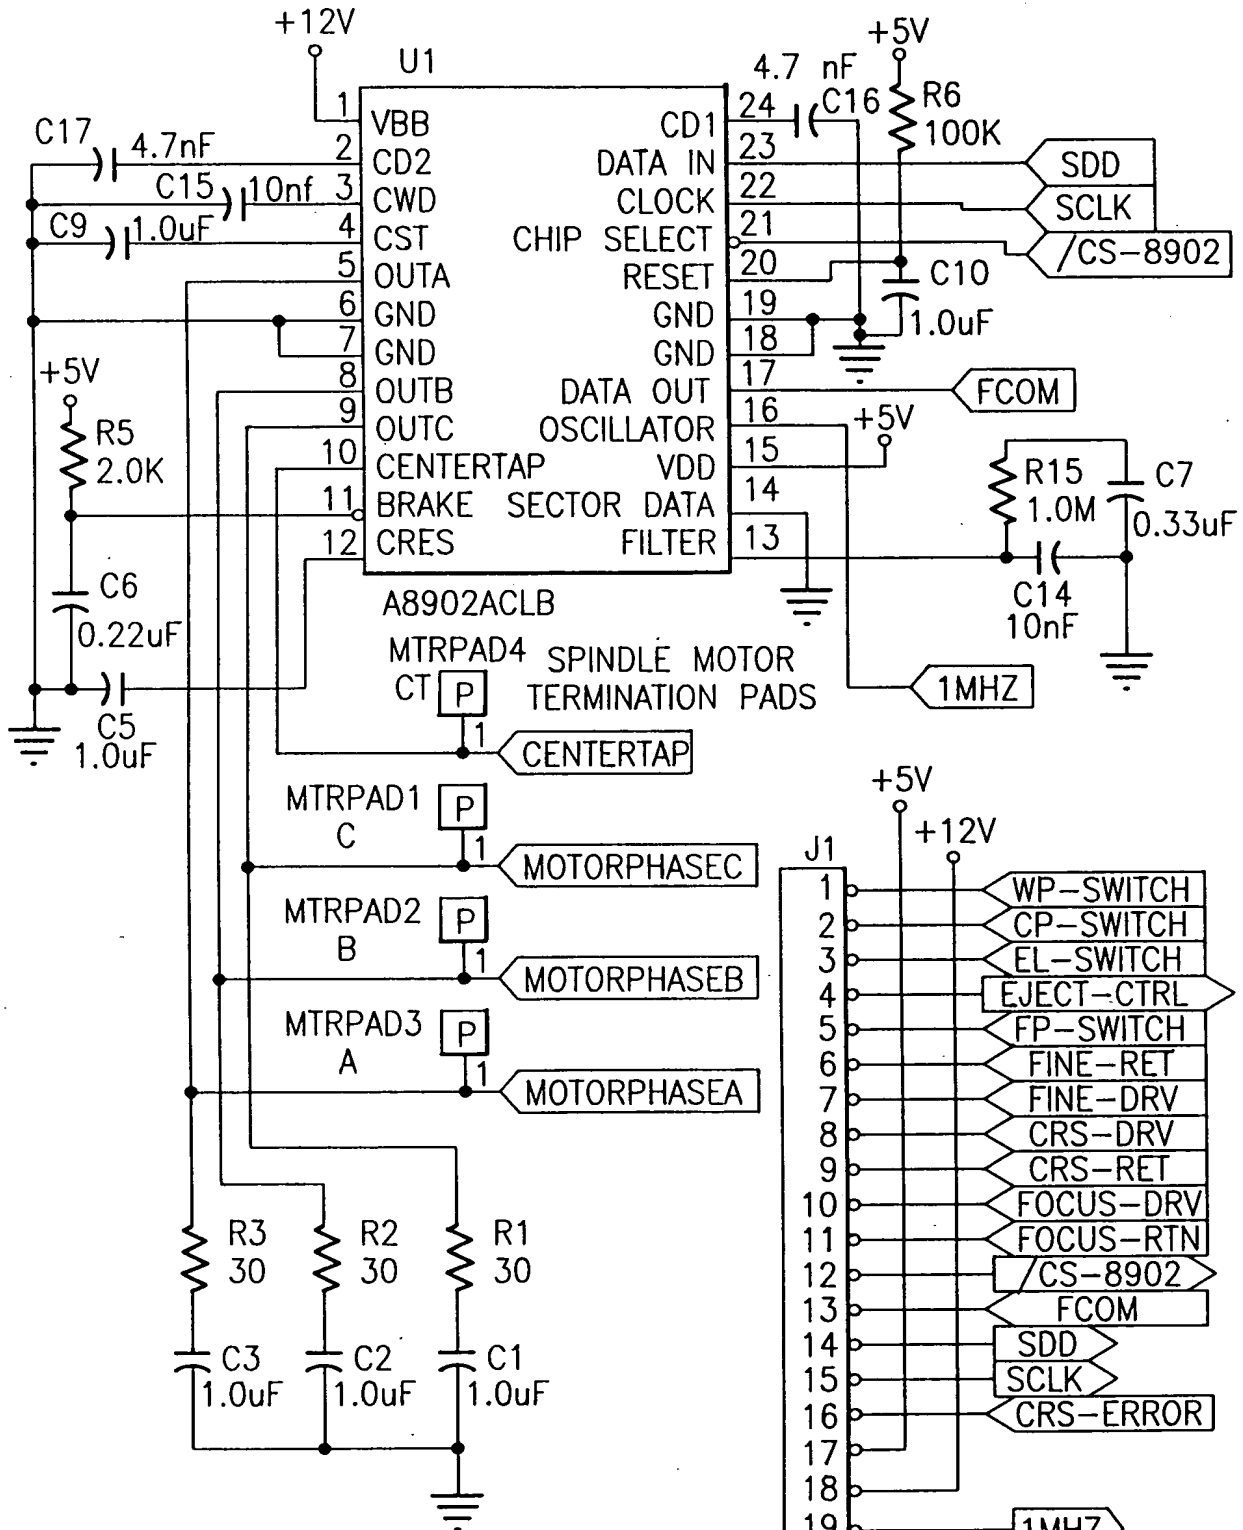 +12V
U1
+5V
4.7 nF
C16
R6
100K
1
VBB
CD1
24
C17
4.7nF
2
CD2
DATA IN
23
SDD
C15
10nf
3
CWD
CLOCK
22
SCLK
C9
1.0uF
4
CST
CHIP SELECT
21
/CS-8902
5
OUTA
RESET
20
C10
1.0uF
6
GND
GND
19
7
GND
GND
18
+5V
8
OUTB
DATA OUT
17
FCOM
9
OUTC
OSCILLATOR
16
+5V
R5
2.0K
10
CENTERTAP
VDD
15
R15
1.0M
C7
0.33uF
11
BRAKE
SECTOR DATA
14
12
CRES
FILTER
13
C14
10nF
C6
0.22uF
A8902ACLB
MTRPAD4
CT
P
1
SPINDLE MOTOR
TERMINATION PADS
1MHZ
C5
1.0uF
CENTERTAP
MTRPAD1
C
P
1
MOTORPHASEC
MTRPAD2
B
P
1
MOTORPHASEB
MTRPAD3
A
P
1
MOTORPHASEA
R3
30
R2
30
R1
30
C3
1.0uF
C2
1.0uF
C1
1.0uF
+5V
+12V
J1
1
WP-SWITCH
2
CP-SWITCH
3
EL-SWITCH
4
EJECT-CTRL
5
FP-SWITCH
6
FINE-RET
7
FINE-DRV
8
CRS-DRV
9
CRS-RET
10
FOCUS-DRV
11
FOCUS-RTN
12
/CS-8902
13
FCOM
14
SDD
15
SCLK
16
CRS-ERROR
17
18
19
1MHZ